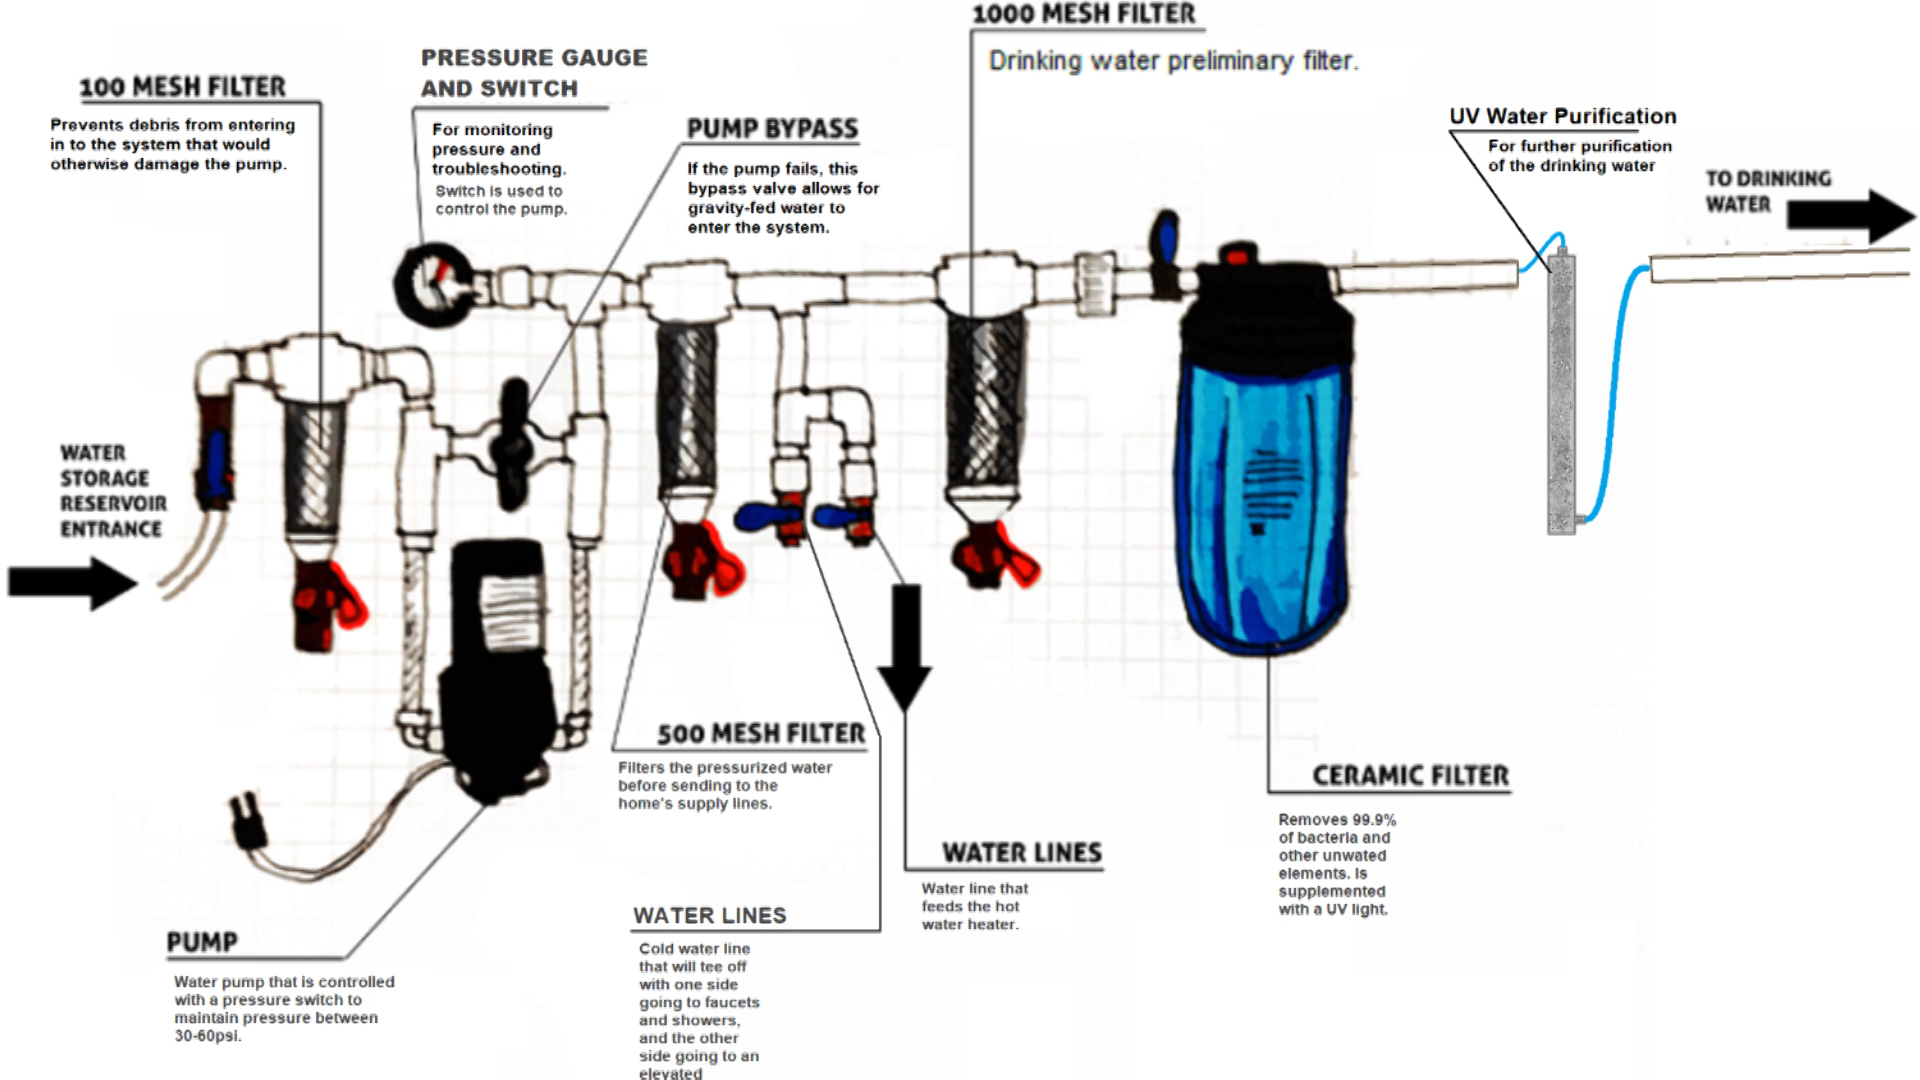 1000 MESH FILTER
Drinking water preliminary filter.
PRESSURE GAUGE
AND SWITCH
For monitoring
pressure and
troubleshooting.
Switch is used to
control the pump.
100 MESH FILTER
Prevents debris from entering
in to the system that would
otherwise damage the pump.
PUMP BYPASS
If the pump fails, this
bypass valve allows for
gravity-fed water to
enter the system.
UV Water Purification
For further purification
of the drinking water
TO DRINKING
WATER
WATER
STORAGE
RESERVOIR
ENTRANCE
500 MESH FILTER
Filters the pressurized water
before sending to the
home's supply lines.
CERAMIC FILTER
Removes 99.9%
of bacteria and
other unwated
elements. Is
supplemented
with a UV light.
WATER LINES
Water line that
feeds the hot
water heater.
WATER LINES
Cold water line
that will tee off
with one side
going to faucets
and showers,
and the other
side going to an
elevated
PUMP
Water pump that is controlled
with a pressure switch to
maintain pressure between
30-60psi.